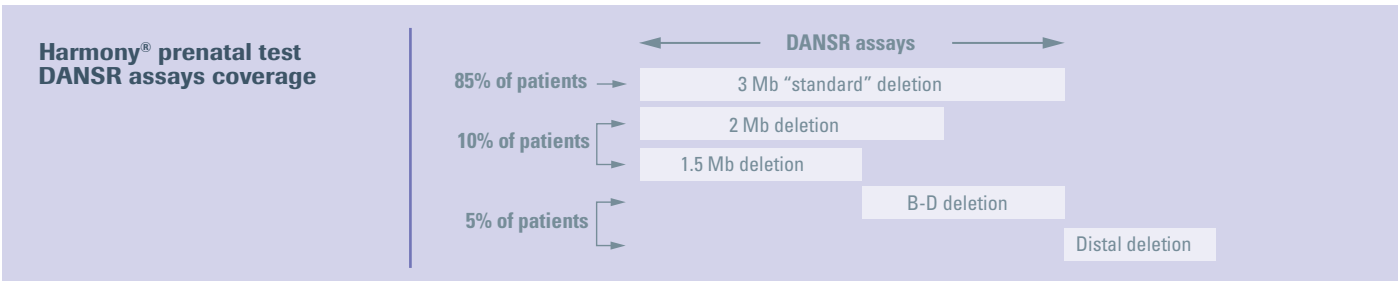 Harmony® prenatal test
DANSR assays coverage
DANSR assays
85% of patients
3 Mb “standard” deletion
10% of patients
2 Mb deletion
1.5 Mb deletion
5% of patients
B-D deletion
Distal deletion